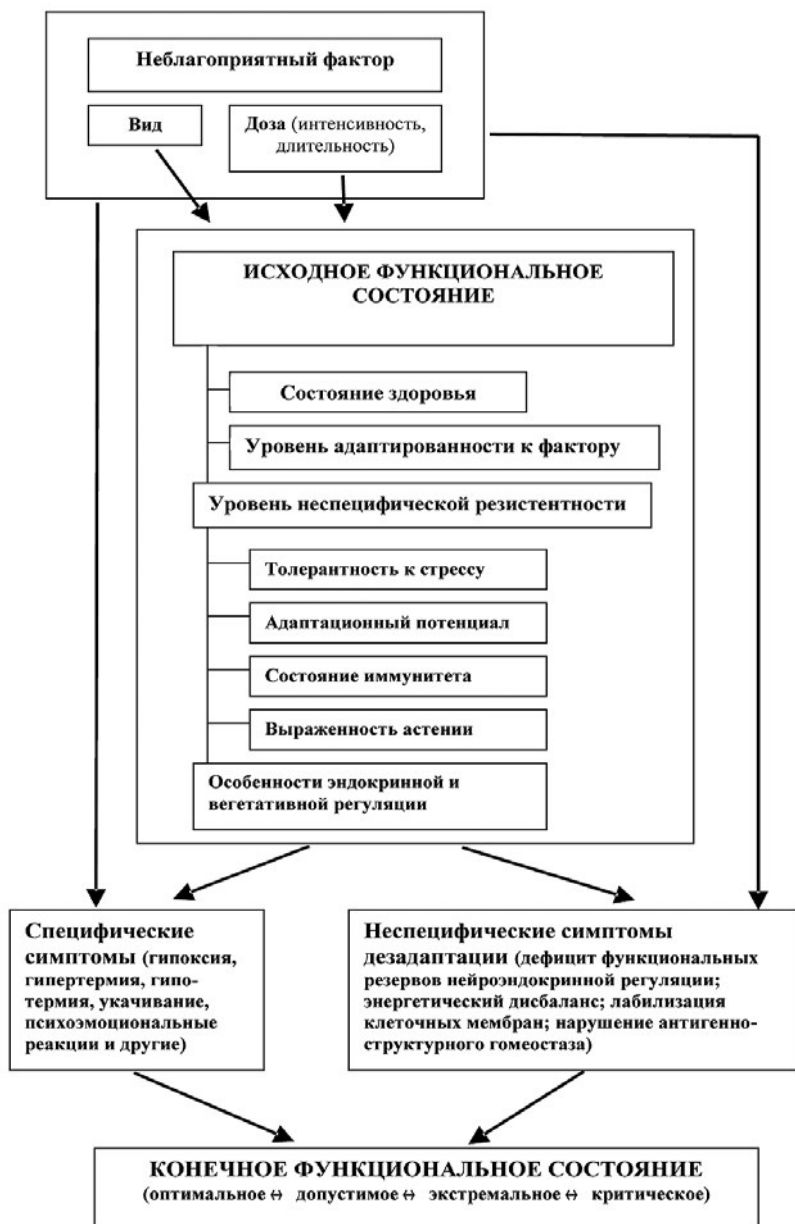 Неблагоприятный фактор
Вид
Доза (интенсивность,
длительность)
ИСХОДНОЕ ФУНКЦИОНАЛЬНОЕ
СОСТОЯНИЕ
Состояние здоровья
Уровень адаптированности к фактору
Уровень неспецифической резистентности
Толерантность к стрессу
Адаптационный потенциал
Состояние иммунитета
Выраженность астении
Особенности эндокринной и
вегетативной регуляции
Специфические
симптомы (гипоксия,
гипертермия, гипо-
термия, укачивание,
психоэмоциональные
реакции и другие)
Неспецифические симптомы
дезадаптации (дефицит функциональных
резервов нейроэндокринной регуляции;
энергетический дисбаланс; лабилизация
клеточных мембран; нарушение антигенно-
структурного гомеостаза)
КОНЕЧНОЕ ФУНКЦИОНАЛЬНОЕ СОСТОЯНИЕ
(оптимальное ↔ допустимое ↔ экстремальное ↔ критическое)